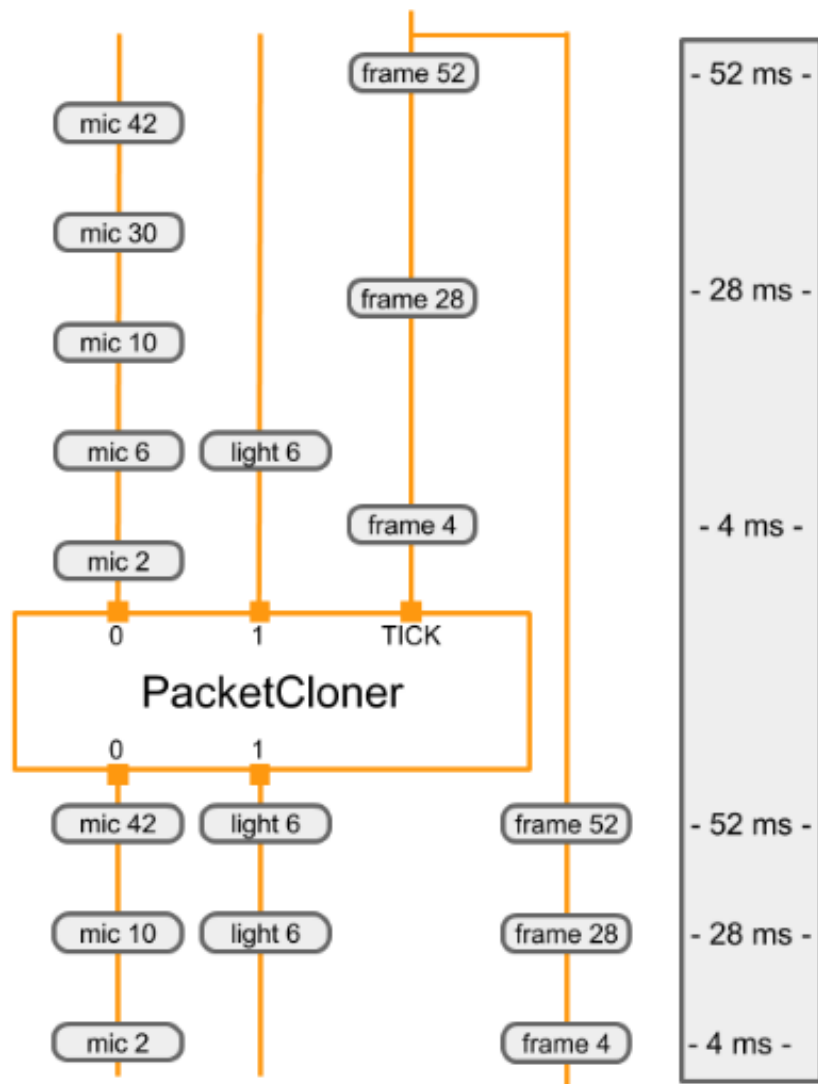 frame 52
- 52 ms -
mic 42
mic 30
frame 28
- 28 ms -
mic 10
mic 6
light 6
frame 4
- 4 ms -
mic 2
0
1
TICK
PacketCloner
0
1
mic 42
light 6
frame 52
- 52 ms -
mic 10
light 6
frame 28
- 28 ms -
mic 2
frame 4
- 4 ms -